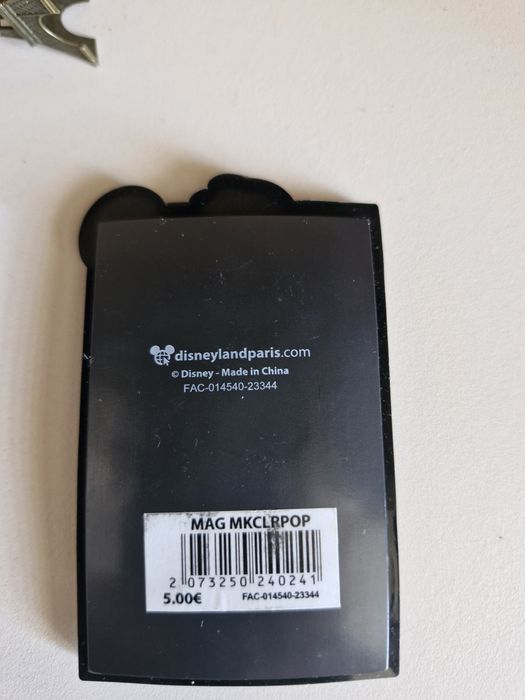 disneylandparis.com
© Disney - Made in China
FAC-014540-23344
MAG MKCLRPOP
2 073250 240241
5.00€ FAC-014540-23344